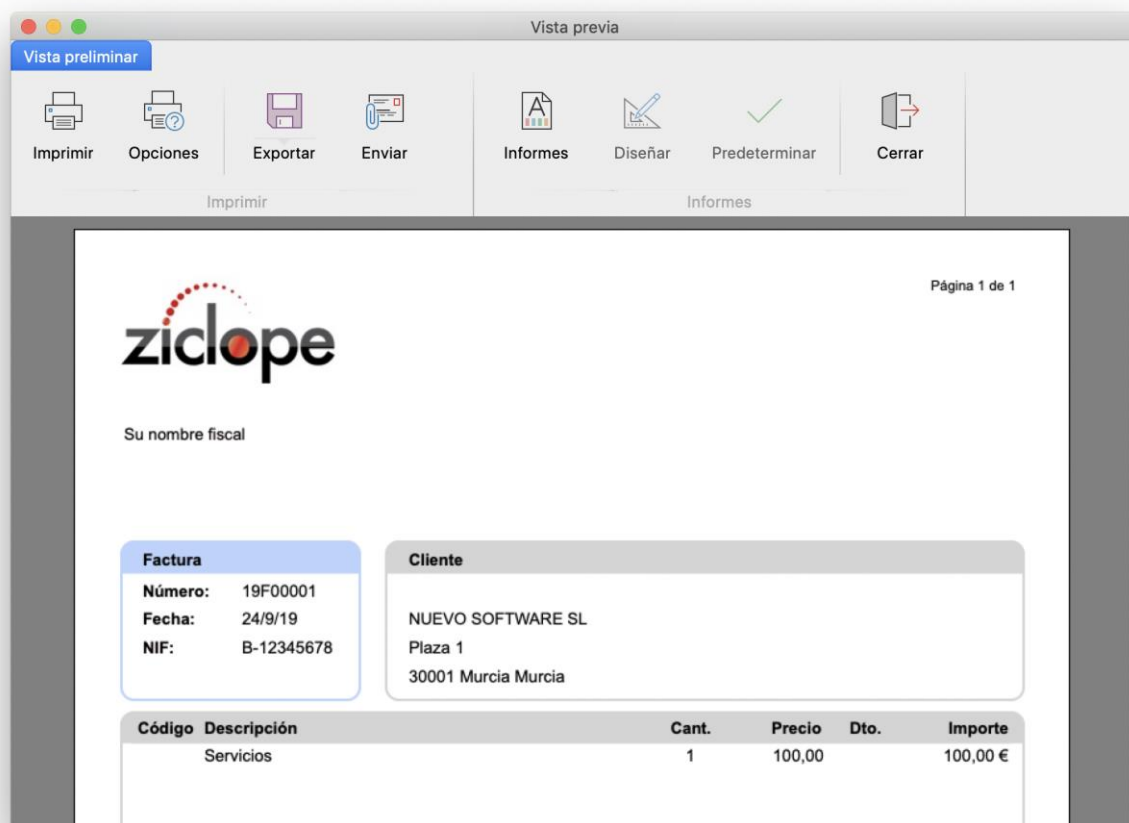 Vista previa
Vista preliminar
Imprimir Opciones Exportar Enviar Informes Diseñar Predeterminar Cerrar
Imprimir Informes
Página 1 de 1
ziclope
Su nombre fiscal
Factura Cliente
Número: 19F00001
Fecha: 24/9/19 NUEVO SOFTWARE SL
NIF: B-12345678 Plaza 1
30001 Murcia Murcia
Código Descripción Cant. Precio Dto. Importe
Servicios 1 100,00 100,00 €